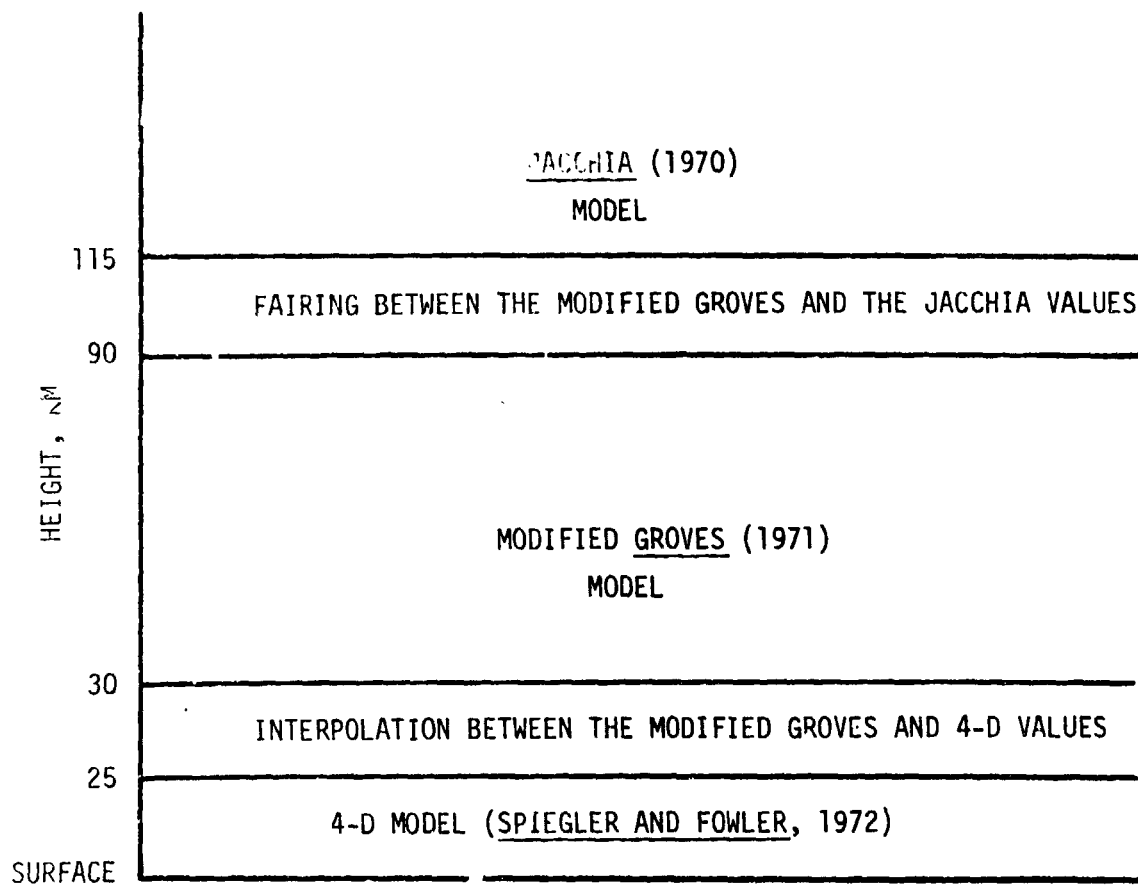 JACCHIA (1970)
MODEL
115
FAIRING BETWEEN THE MODIFIED GROVES AND THE JACCHIA VALUES
90
HEIGHT, KM
MODIFIED GROVES (1971)
MODEL
30
INTERPOLATION BETWEEN THE MODIFIED GROVES AND 4-D VALUES
25
4-D MODEL (SPIEGLER AND FOWLER, 1972)
SURFACE